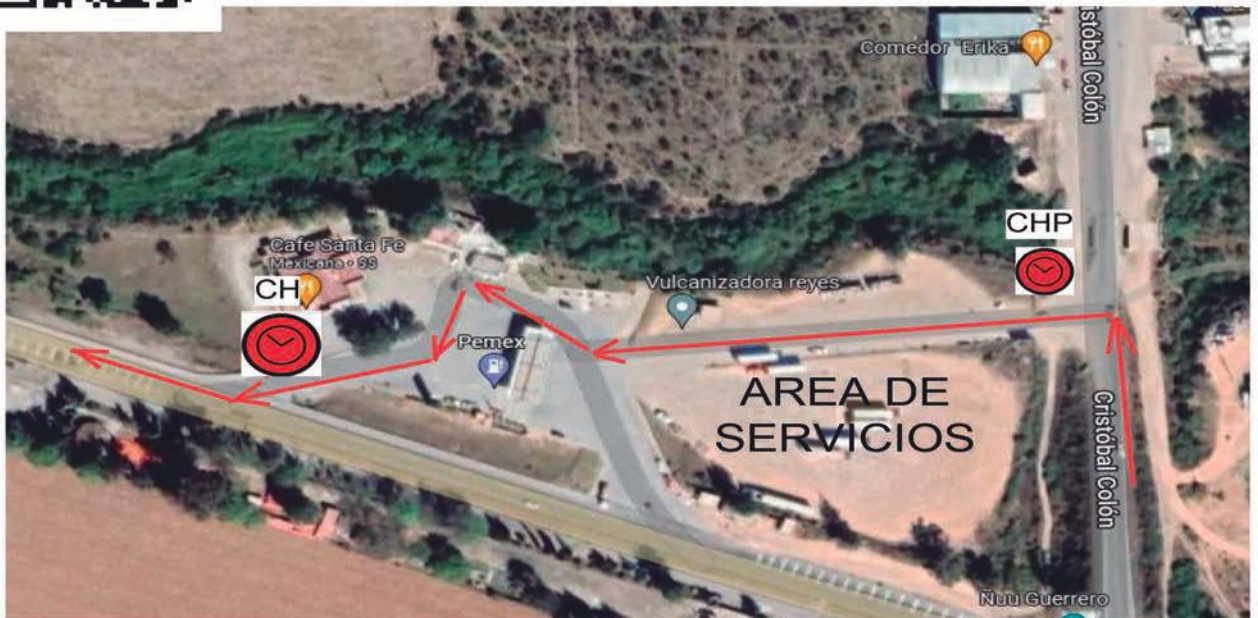 Comedor "Erika"
istóbal Colón
CHP
Cafe Santa Fe
Mexicana · $$
CH
Vulcanizadora reyes
Pemex
AREA DE
SERVICIOS
Cristóbal Colón
Ñuu Guerrero